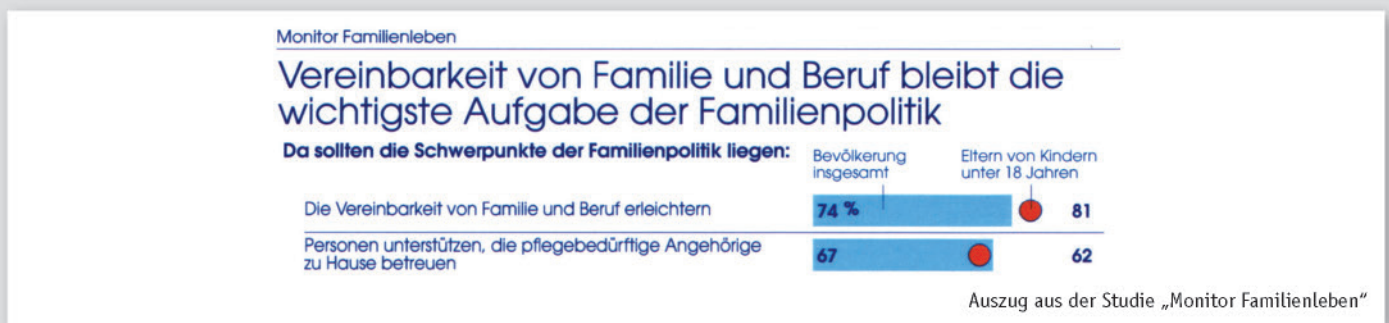 Monitor Familienleben
Vereinbarkeit von Familie und Beruf bleibt die
wichtigste Aufgabe der Familienpolitik
Da sollten die Schwerpunkte der Familienpolitik liegen:
Bevölkerung
insgesamt
Eltern von Kindern
unter 18 Jahren
Die Vereinbarkeit von Familie und Beruf erleichtern
74 %
81
Personen unterstützen, die pflegebedürftige Angehörige
zu Hause betreuen
67
62
Auszug aus der Studie „Monitor Familienleben“